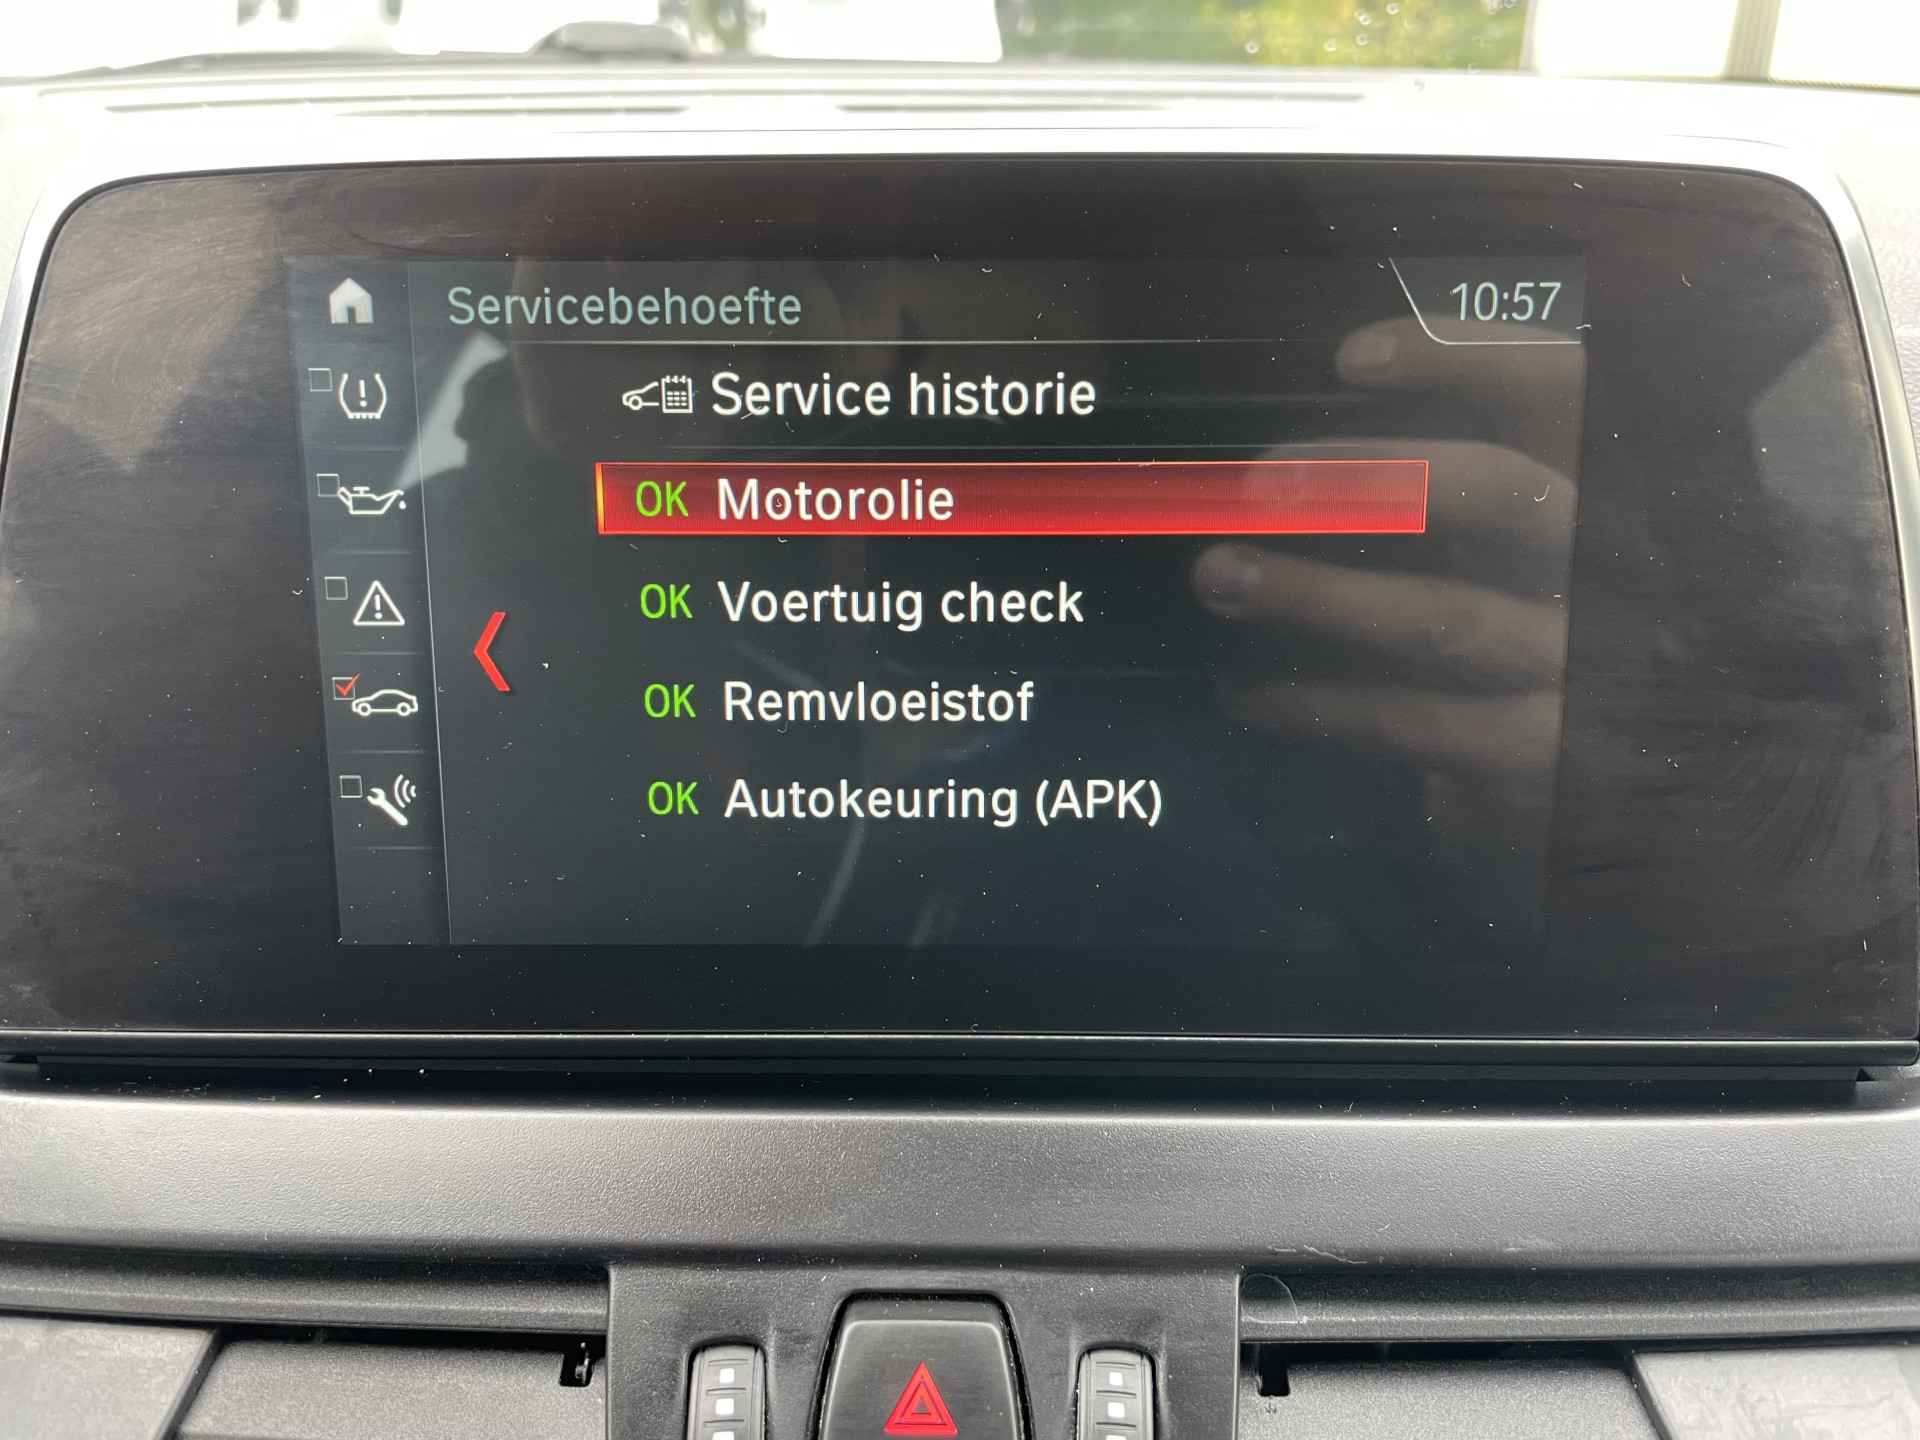 Servicebehoefte
10:57
Service historie
OK Motorolie
OK Voertuig check
OK Remvloeistof
OK Autokeuring (APK)